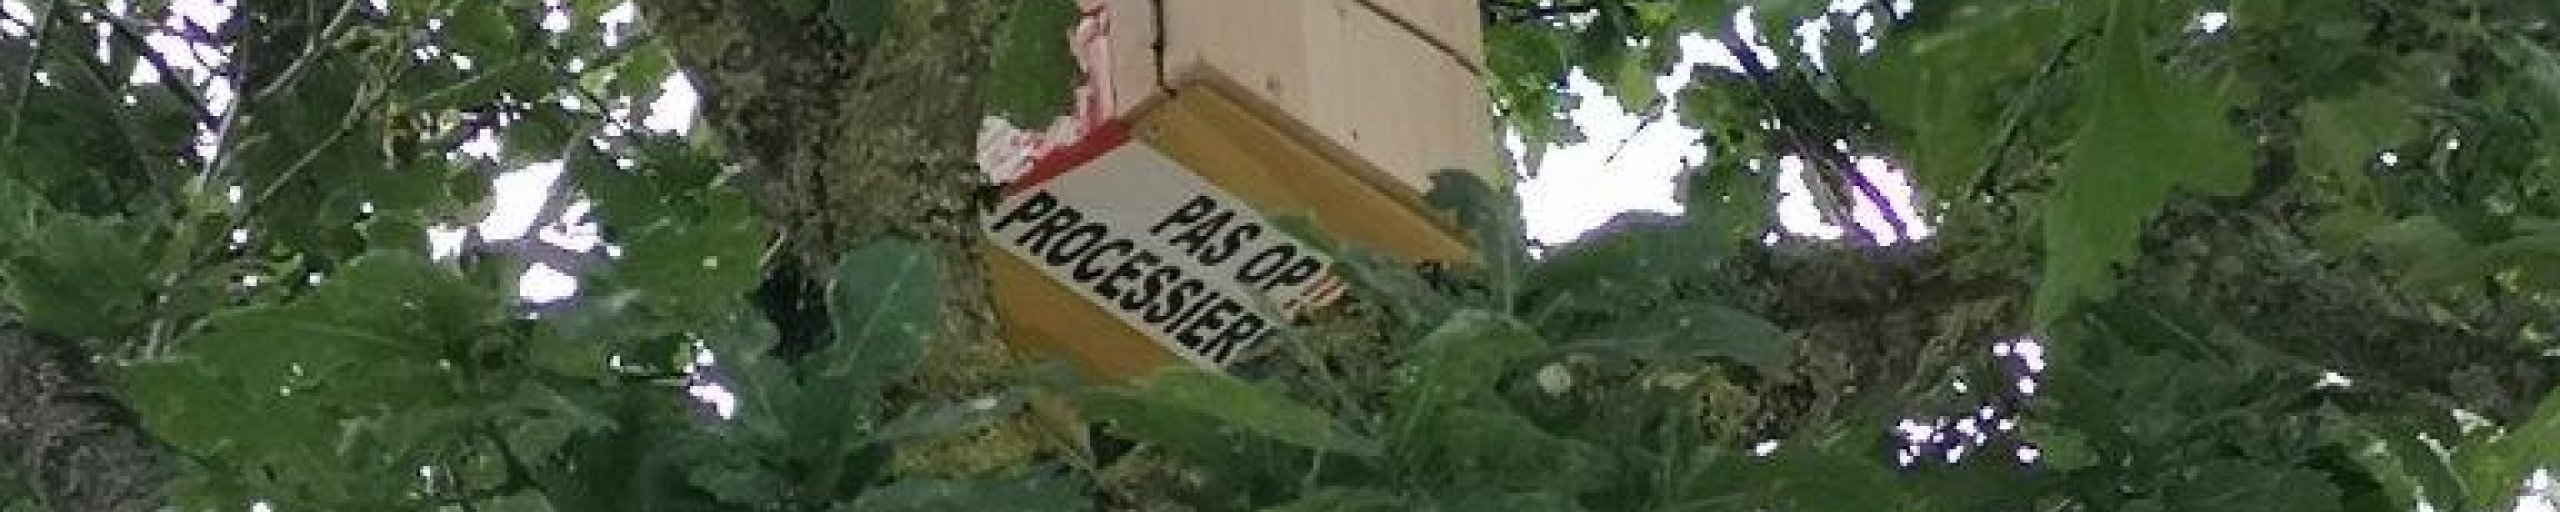 PAS OP!!
PROCESSIER